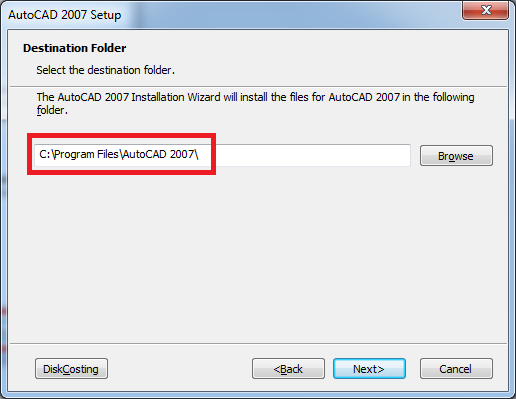 AutoCAD 2007 Setup
Destination Folder
Select the destination folder.
The AutoCAD 2007 Installation Wizard will install the files for AutoCAD 2007 in the following
folder.
C:\Program Files\AutoCAD 2007\
Browse
DiskCosting
<Back
Next>
Cancel